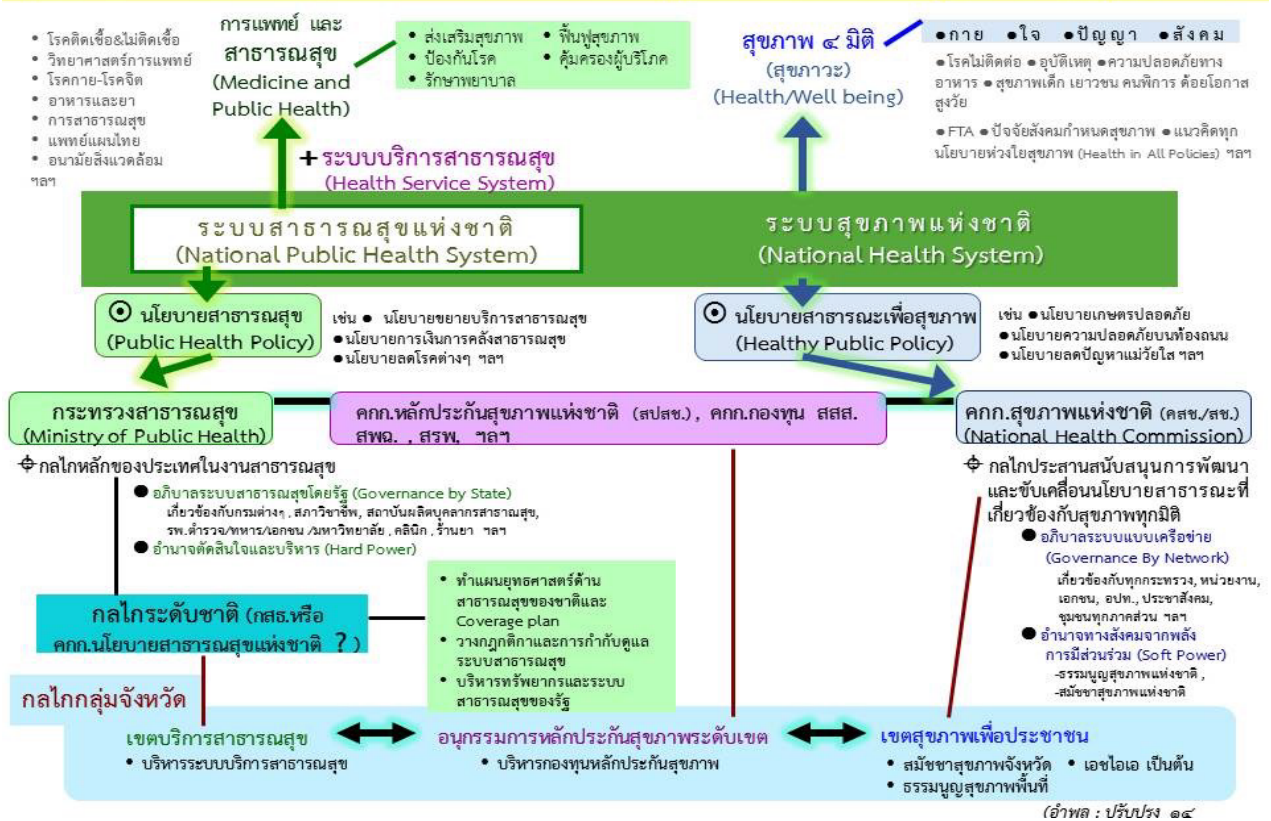 • โรคติดเชื้อ&ไม่ติดเชื้อ
• วิทยาศาสตร์การแพทย์
• โรคกาย-โรคจิต
• อาหารและยา
• การสาธารณสุข
• แพทย์แผนไทย
• อนามัยสิ่งแวดล้อม
ฯลฯ
การแพทย์ และ
สาธารณสุข
(Medicine and
Public Health)
• ส่งเสริมสุขภาพ • ฟื้นฟูสุขภาพ
• ป้องกันโรค • คุ้มครองผู้บริโภค
• รักษาพยาบาล
สุขภาพ ๔ มิติ
(สุขภาวะ)
(Health/Well being)
●กาย ●ใจ ●ปัญญา ●สังคม
●โรคไม่ติดต่อ ●อุบัติเหตุ ●ความปลอดภัยทาง
อาหาร ●สุขภาพเด็ก เยาวชน คนพิการ ด้อยโอกาส
สูงวัย
●FTA ●ปัจจัยสังคมกำหนดสุขภาพ ●แนวคิดทุก
นโยบายห่วงใยสุขภาพ (Health in All Policies) ฯลฯ
+ระบบบริการสาธารณสุข
(Health Service System)
ระบบสาธารณสุขแห่งชาติ
(National Public Health System)
ระบบสุขภาพแห่งชาติ
(National Health System)
นโยบายสาธารณสุข
(Public Health Policy)
เช่น ● นโยบายขยายบริการสาธารณสุข
●นโยบายการเงินการคลังสาธารณสุข
●นโยบายลดโรคต่างๆ ฯลฯ
นโยบายสาธารณะเพื่อสุขภาพ
(Healthy Public Policy)
เช่น ●นโยบายเกษตรปลอดภัย
●นโยบายความปลอดภัยบนท้องถนน
●นโยบายลดปัญหาแม่วัยใส ฯลฯ
กระทรวงสาธารณสุข
(Ministry of Public Health)
คกก.หลักประกันสุขภาพแห่งชาติ (สปสช.), คกก.กองทุน สสส.
สพฉ. ,สรพ. ฯลฯ
คกก.สุขภาพแห่งชาติ (คสช./สช.)
(National Health Commission)
กลไกหลักของประเทศในงานสาธารณสุข
● อภิบาลระบบสาธารณสุขโดยรัฐ (Governance by State)
เกี่ยวข้องกับกรมต่างๆ, สภาวิชาชีพ, สถาบันผลิตบุคลากรสาธาณสุข,
รพ.ตำรวจ/ทหาร/เอกชน /มหาวิทยาลัย ,คลินิก ,ร้านยา ฯลฯ
● อำนาจตัดสินใจและบริหาร (Hard Power)
กลไกประสานสนับสนุนการพัฒนา
และขับเคลื่อนนโยบายสาธารณะที่
เกี่ยวข้องกับสุขภาพทุกมิติ
● อภิบาลระบบแบบเครือข่าย
(Governance By Network)
เกี่ยวข้องกับทุกกระทรวง,หน่วยงาน,
เอกชน, อปท., ประชาสังคม,
ชุมชนทุกภาคส่วน ฯลฯ
● อำนาจทางสังคมจากพลัง
การมีส่วนร่วม (Soft Power)
-ธรรมนูญสุขภาพแห่งชาติ ,
-สมัชชาสุขภาพแห่งชาติ
กลไกระดับชาติ (กสธ.หรือ
คกก.นโยบายสาธารณสุขแห่งชาติ ?)
• ทำแผนยุทธศาสตร์ด้าน
สาธารณสุขของชาติและ
Coverage plan
• วางกฎกติกาและการกำกับดูแล
ระบบสาธารณสุข
• บริหารทรัพยากรและระบบ
สาธารณสุขของรัฐ
กลไกกลุ่มจังหวัด
เขตบริการสาธารณสุข
• บริหารระบบบริการสาธารณสุข
อนุกรรมการหลักประกันสุขภาพระดับเขต
• บริหารกองทุนหลักประกันสุขภาพ
เขตสุขภาพเพื่อประชาชน
• สมัชชาสุขภาพจังหวัด • เอชไอเอ เป็นต้น
• ธรรมนูญสุขภาพพื้นที่
(อำพล : ปรับปรุง ๑๔